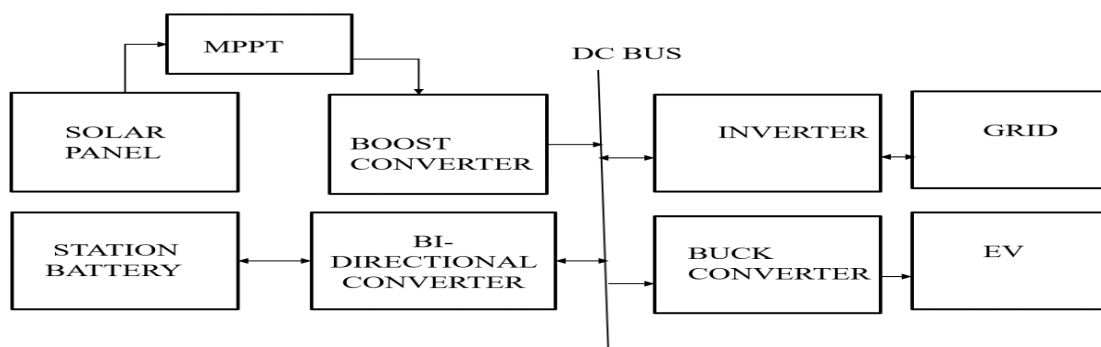 MPPT
DC BUS
SOLAR
PANEL
BOOST
CONVERTER
INVERTER
GRID
STATION
BATTERY
BI-
DIRECTIONAL
CONVERTER
BUCK
CONVERTER
EV